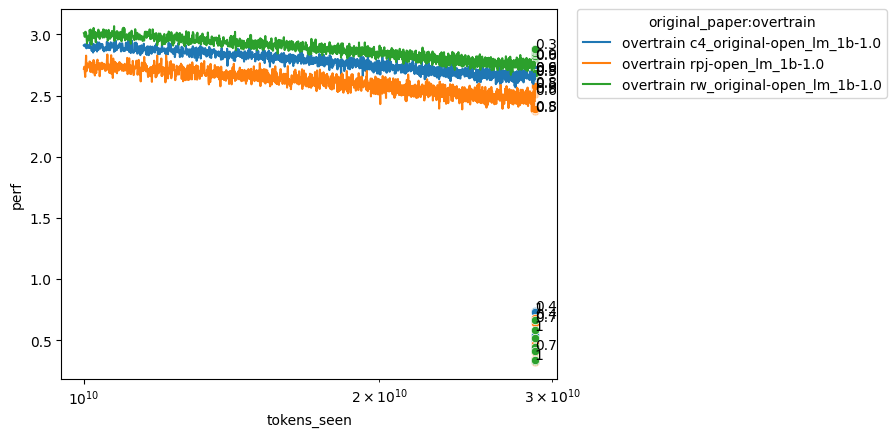 original_paper:overtrain
overtrain c4_original-open_lm_1b-1.0
overtrain rpj-open_lm_1b-1.0
overtrain rw_original-open_lm_1b-1.0
perf
3.0
2.5
2.0
1.5
1.0
0.5
0.3
0.4
0.7
1
0.7
1
10^10
2 × 10^10
3 × 10^10
tokens_seen